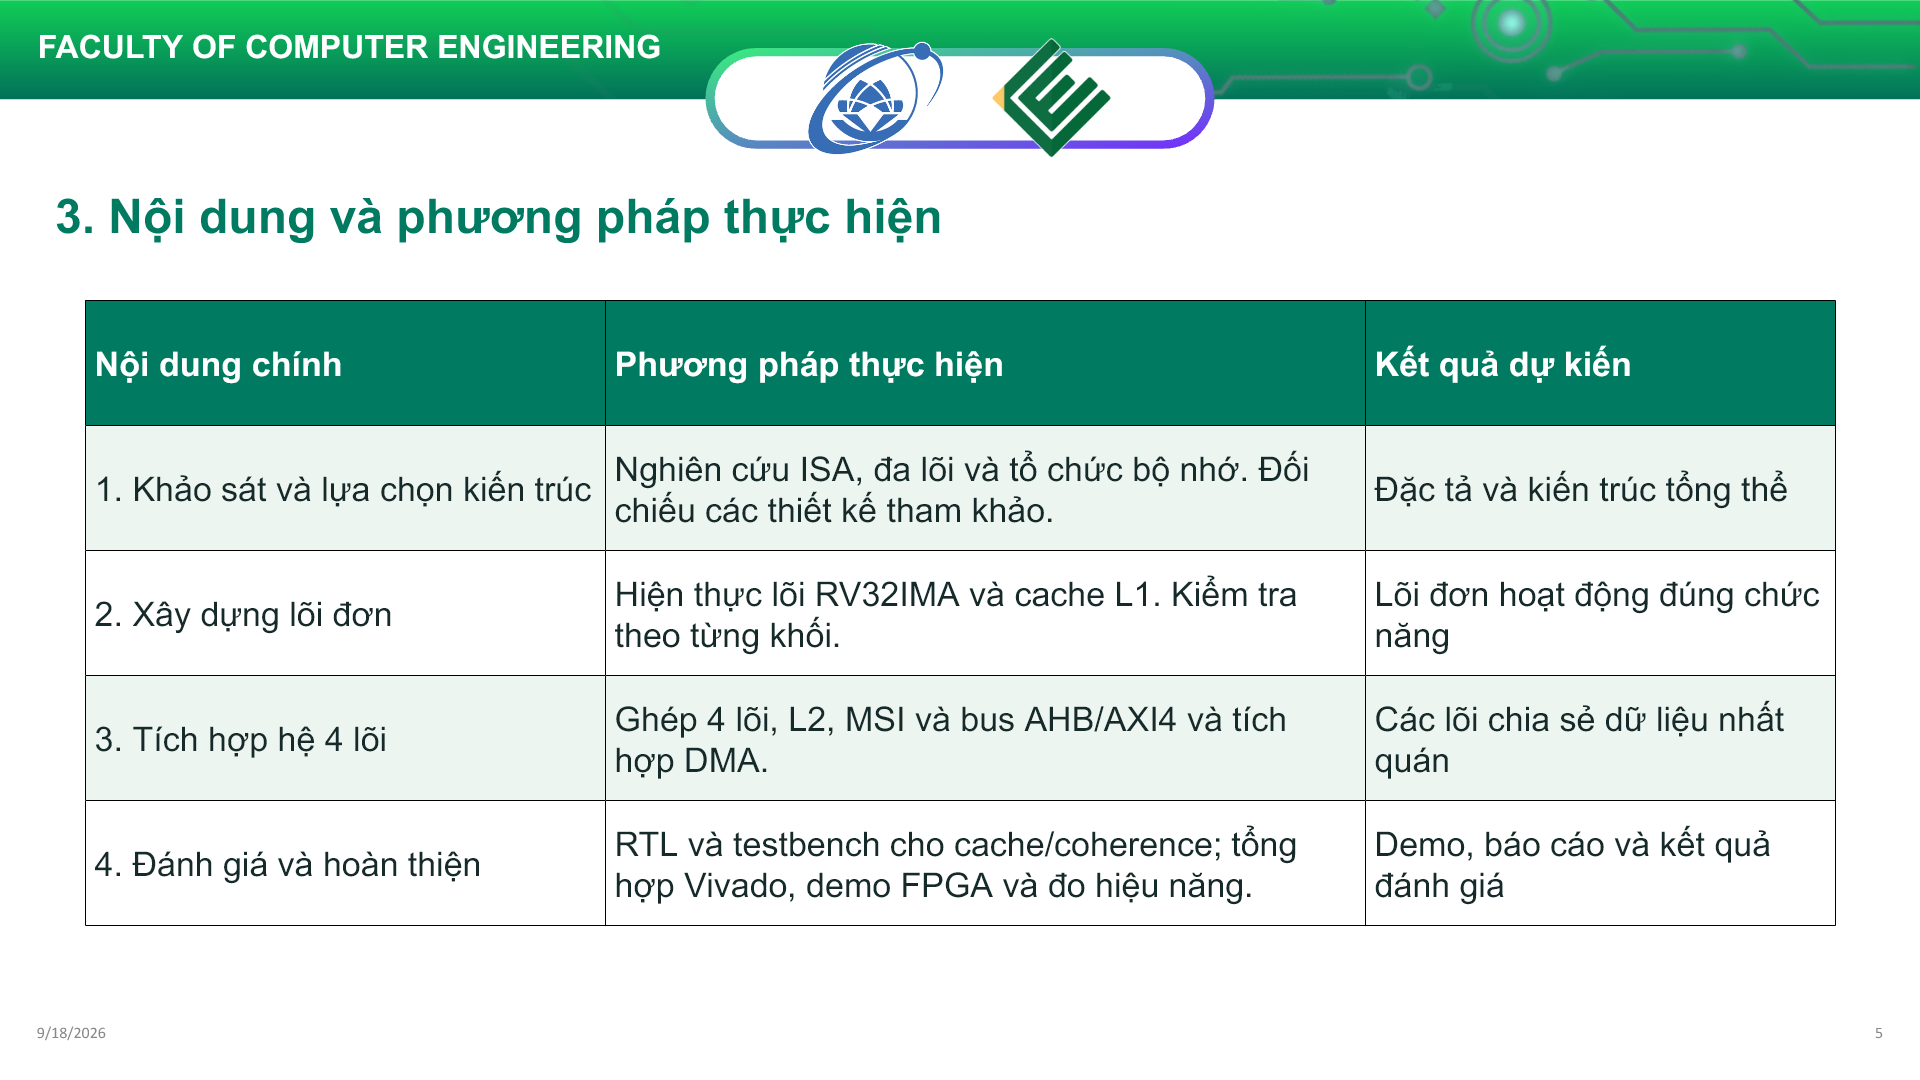 FACULTY OF COMPUTER ENGINEERING
3. Nội dung và phương pháp thực hiện
Nội dung chính
Phương pháp thực hiện
Kết quả dự kiến
1. Khảo sát và lựa chọn kiến trúc
Nghiên cứu ISA, đa lõi và tổ chức bộ nhớ. Đối
chiếu các thiết kế tham khảo.
Đặc tả và kiến trúc tổng thể
2. Xây dựng lõi đơn
Hiện thực lõi RV32IMA và cache L1. Kiểm tra
theo từng khối.
Lõi đơn hoạt động đúng chức
năng
3. Tích hợp hệ 4 lõi
Ghép 4 lõi, L2, MSI và bus AHB/AXI4 và tích
hợp DMA.
Các lõi chia sẻ dữ liệu nhất
quán
4. Đánh giá và hoàn thiện
RTL và testbench cho cache/coherence; tổng
hợp Vivado, demo FPGA và đo hiệu năng.
Demo, báo cáo và kết quả
đánh giá
9/18/2026
5